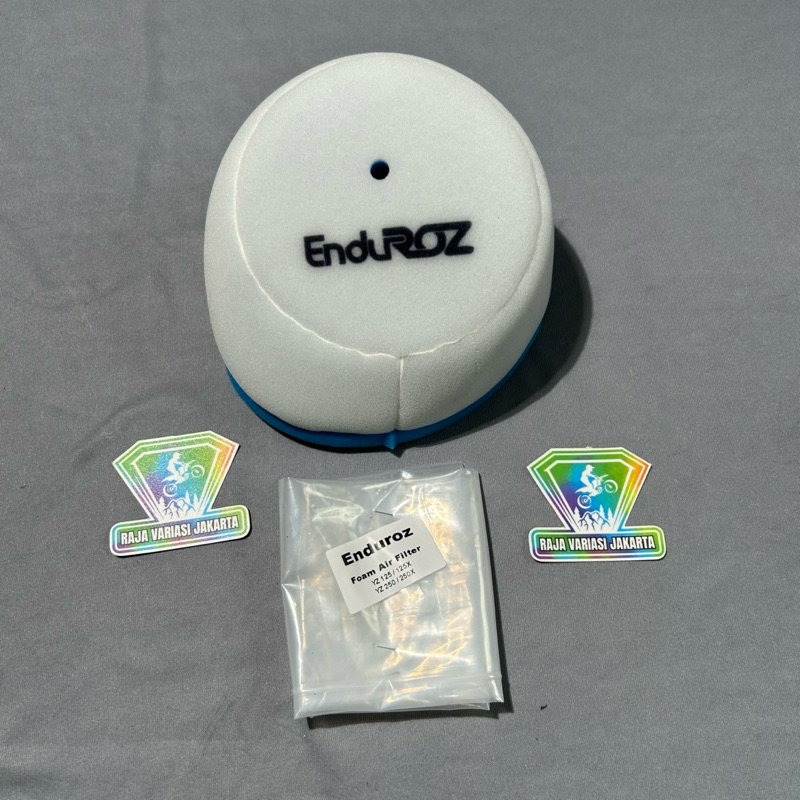 EnduROZ
RAJA VARIASI JAKARTA
RAJA VARIASI JAKARTA
Enduroz
Foam Air Filter
YZ 125 / 125X
YZ 250 / 250X